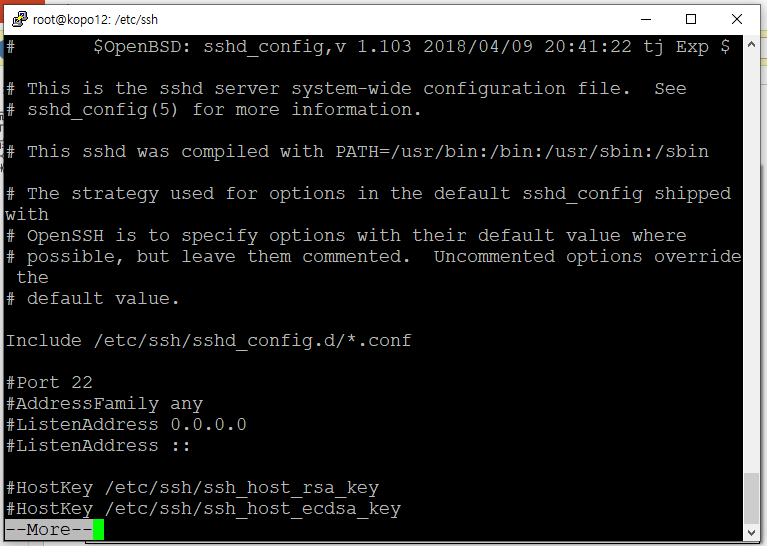 root@kopo12: /etc/ssh
#       $OpenBSD: sshd_config,v 1.103 2018/04/09 20:41:22 tj Exp $
# This is the sshd server system-wide configuration file.  See
# sshd_config(5) for more information.
# This sshd was compiled with PATH=/usr/bin:/bin:/usr/sbin:/sbin
# The strategy used for options in the default sshd_config shipped
with
# OpenSSH is to specify options with their default value where
# possible, but leave them commented.  Uncommented options override
 the
# default value.
Include /etc/ssh/sshd_config.d/*.conf
#Port 22
#AddressFamily any
#ListenAddress 0.0.0.0
#ListenAddress ::
#HostKey /etc/ssh/ssh_host_rsa_key
#HostKey /etc/ssh/ssh_host_ecdsa_key
--More--